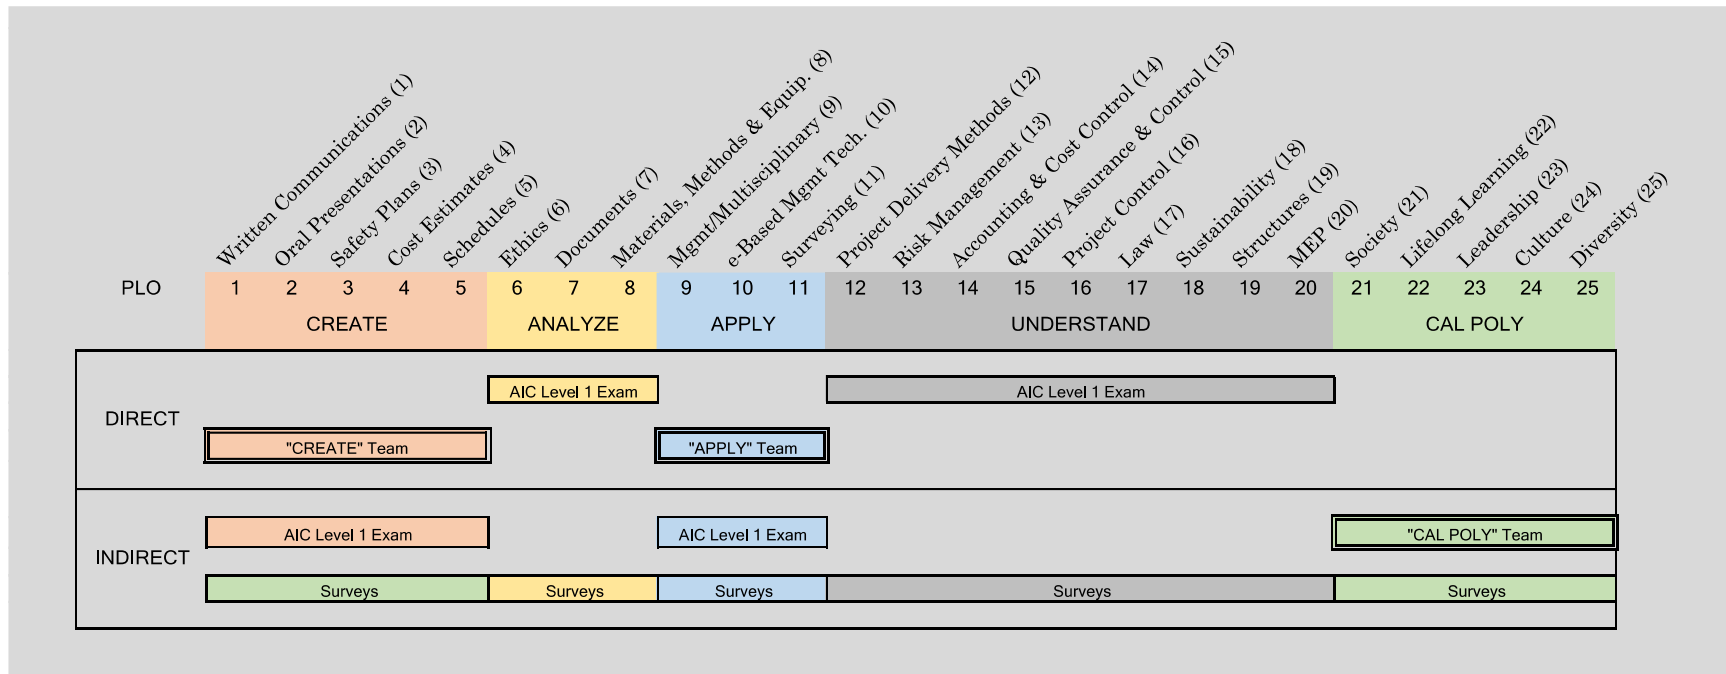 Written Communications (1)
Oral Presentations (2)
Safety Plans (3)
Cost Estimates (4)
Schedules (5)
Ethics (6)
Documents (7)
Materials, Methods & Equip. (8)
Mgmt/Multisciplinary (9)
e-Based Mgmt Tech. (10)
Surveying (11)
Project Delivery Methods (12)
Risk Management (13)
Accounting & Cost Control (14)
Quality Assurance & Control (15)
Project Control (16)
Law (17)
Sustainability (18)
Structures (19)
MEP (20)
Society (21)
Lifelong Learning (22)
Leadership (23)
Culture (24)
Diversity (25)
PLO 1 2 3 4 5 6 7 8 9 10 11 12 13 14 15 16 17 18 19 20 21 22 23 24 25
CREATE ANALYZE APPLY UNDERSTAND CAL POLY
DIRECT
AIC Level 1 Exam AIC Level 1 Exam
"CREATE" Team "APPLY" Team
INDIRECT
AIC Level 1 Exam AIC Level 1 Exam "CAL POLY" Team
Surveys Surveys Surveys Surveys Surveys